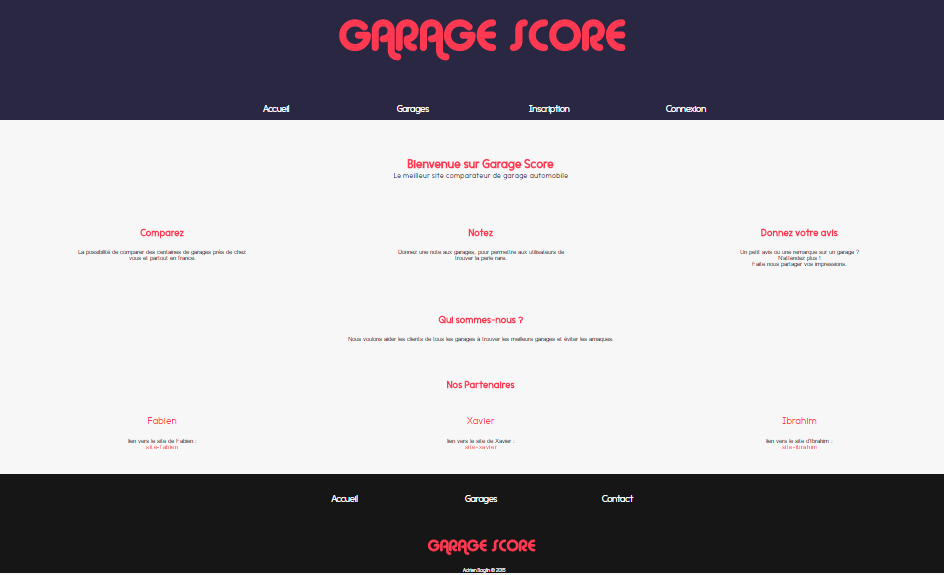 GARAGE SCORE
Accueil Garages Inscription Connexion
Bienvenue sur Garage Score
Le meilleur site comparateur de garage automobile
Comparez
La possibilité de comparer des centaines de garages près de chez
vous et partout en france.
Notez
Donnez une note aux garages, pour permettre aux utilisateurs de
trouver la perle rare.
Donnez votre avis
Un petit avis ou une remarque sur un garage ?
N'attendez plus !
Faite nous partager vos impressions.
Qui sommes-nous ?
Nous voulons aider les clients de tous les garages à trouver les meilleurs garages et éviter les arnaques.
Nos Partenaires
Fabien
lien vers le site de Fabien :
site-fabien
Xavier
lien vers le site de Xavier :
site-xavier
Ibrahim
lien vers le site d'Ibrahim :
site-ibrahim
Accueil Garages Contact
GARAGE SCORE
Adrien © 2015